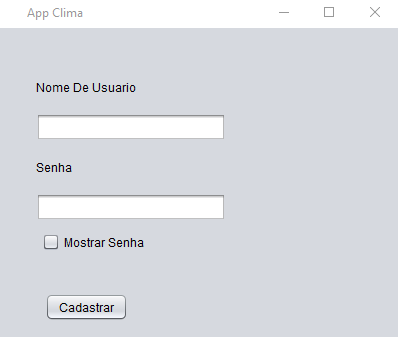 App Clima
Nome De Usuario
Senha
Mostrar Senha
Cadastrar